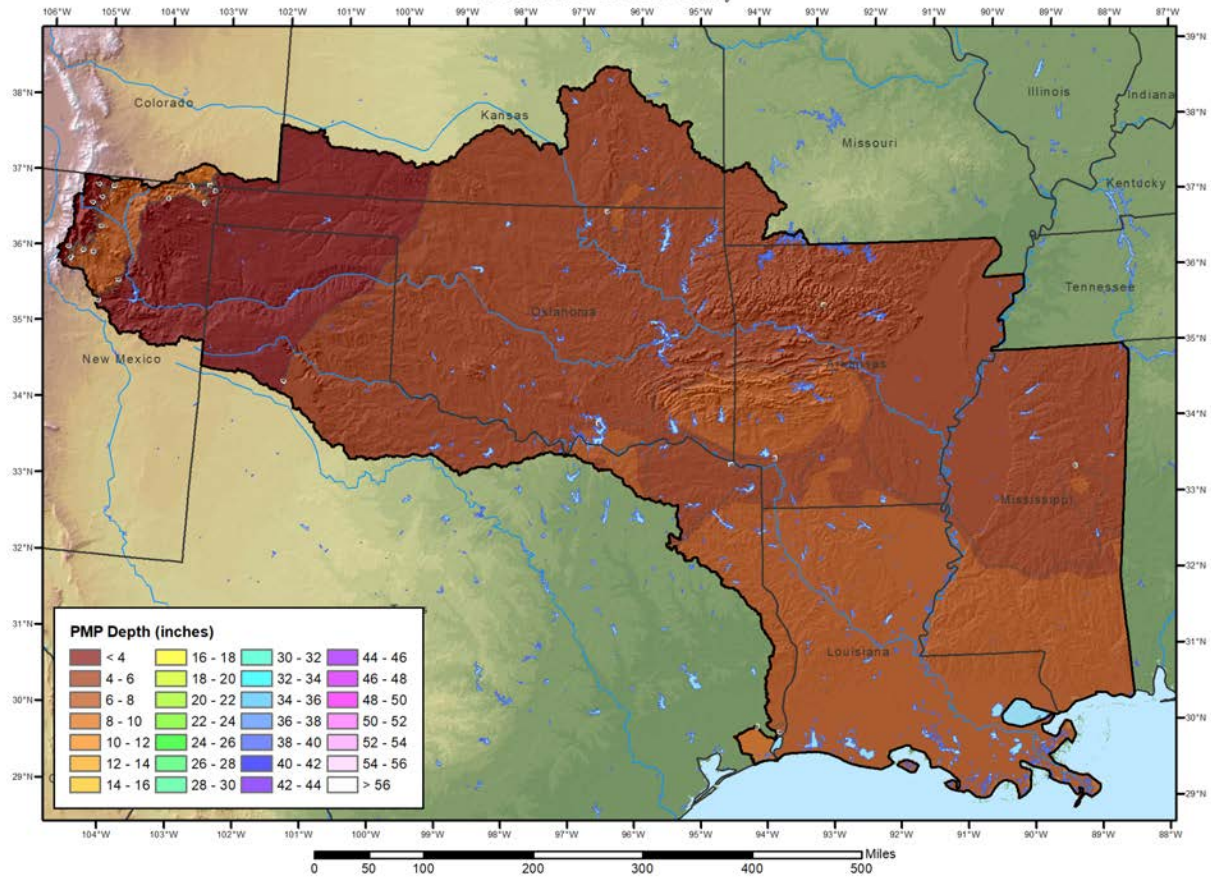 106°W 105°W 104°W 103°W 102°W 101°W 100°W 99°W 98°W 97°W 96°W 95°W 94°W 93°W 92°W 91°W 90°W 89°W 88°W 87°W
39°N
38°N
Colorado
Kansas
Illinois
Indiana
38°N
Missouri
37°N
Kentucky
37°N
36°N
36°N
Tennessee
35°N
Oklahoma
35°N
New Mexico
Arkansas
34°N
34°N
33°N
33°N
Mississippi
32°N
32°N
31°N
31°N
Louisiana
30°N
30°N
29°N
29°N
PMP Depth (inches)
< 4 16 - 18 30 - 32 44 - 46
4 - 6 18 - 20 32 - 34 46 - 48
6 - 8 20 - 22 34 - 36 48 - 50
8 - 10 22 - 24 36 - 38 50 - 52
10 - 12 24 - 26 38 - 40 52 - 54
12 - 14 26 - 28 40 - 42 54 - 56
14 - 16 28 - 30 42 - 44 > 56
104°W 103°W 102°W 101°W 100°W 99°W 98°W 97°W 96°W 95°W 94°W 93°W 92°W 91°W 90°W 89°W 88°W
Miles
0 50 100 200 300 400 500